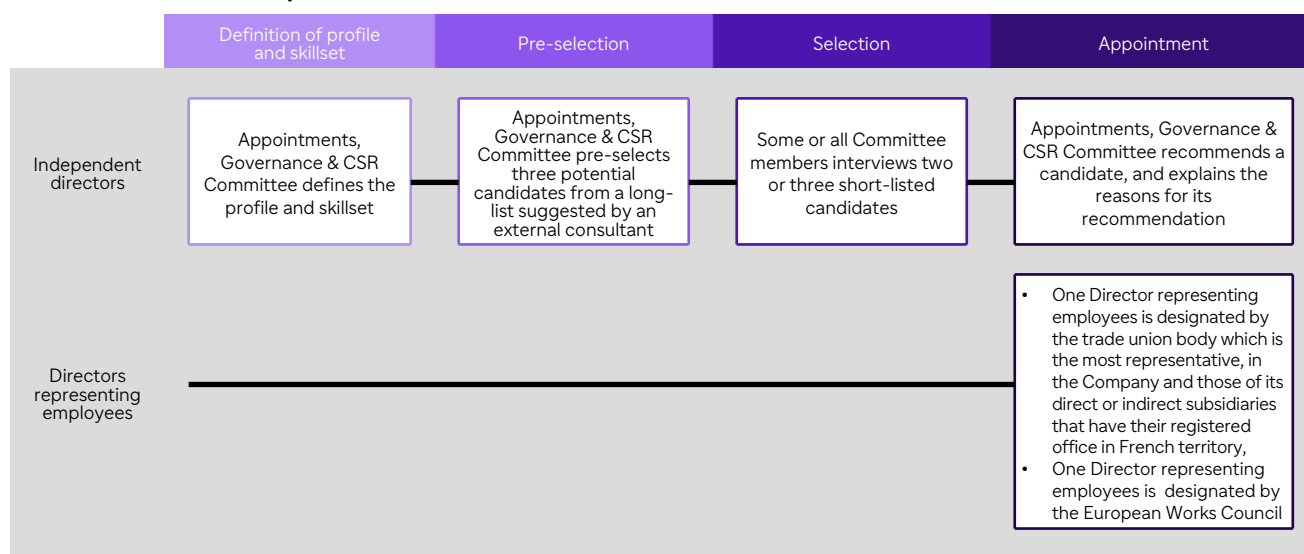 Definition of profile
and skillset
Pre-selection
Selection
Appointment
Independent
directors
Appointments,
Governance & CSR
Committee defines the
profile and skillset
Appointments,
Governance & CSR
Committee pre-selects
three potential
candidates from a long-
list suggested by an
external consultant
Some or all Committee
members interviews two
or three short-listed
candidates
Appointments, Governance &
CSR Committee recommends a
candidate, and explains the
reasons for its
recommendation
Directors
representing
employees
• One Director representing
employees is designated by
the trade union body which is
the most representative, in
the Company and those of its
direct or indirect subsidiaries
that have their registered
office in French territory,
• One Director representing
employees is designated by
the European Works Council